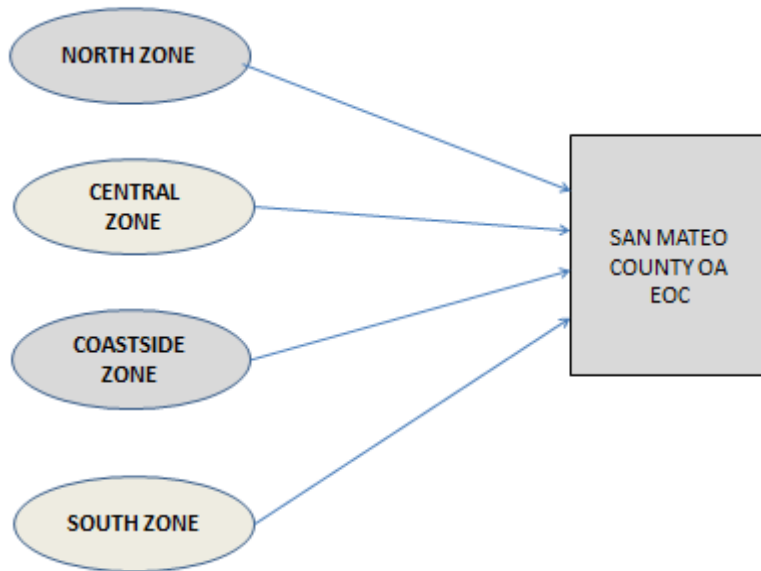 NORTH ZONE
CENTRAL
ZONE
COASTSIDE
ZONE
SOUTH ZONE
SAN MATEO
COUNTY OA
EOC